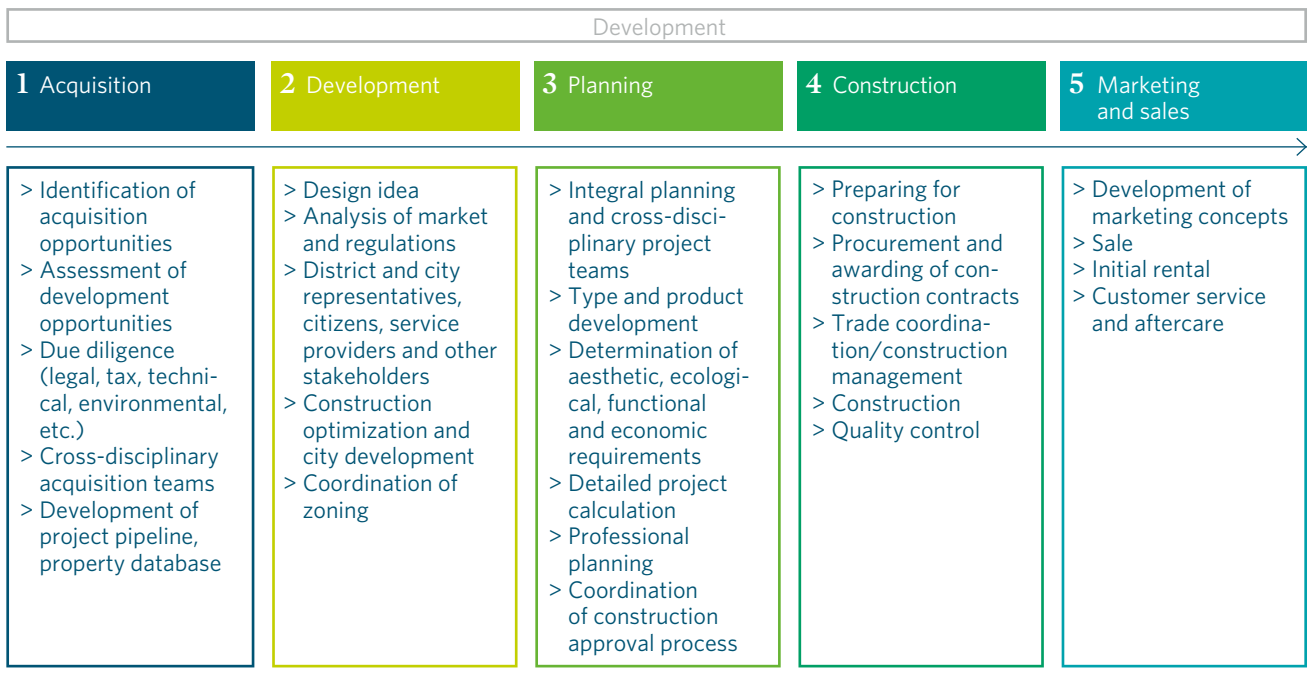 Development
1 Acquisition
2 Development
3 Planning
4 Construction
5 Marketing
and sales
> Identification of
acquisition
opportunities
> Assessment of
development
opportunities
> Due diligence
(legal, tax, techni-
cal, environmental,
etc.)
> Cross-disciplinary
acquisition teams
> Development of
project pipeline,
property database
> Design idea
> Analysis of market
and regulations
> District and city
representatives,
citizens, service
providers and other
stakeholders
> Construction
optimization and
city development
> Coordination of
zoning
> Integral planning
and cross-disci-
plinary project
teams
> Type and product
development
> Determination of
aesthetic, ecologi-
cal, functional
and economic
requirements
> Detailed project
calculation
> Professional
planning
> Coordination
of construction
approval process
> Preparing for
construction
> Procurement and
awarding of con-
struction contracts
> Trade coordina-
tion/construction
management
> Construction
> Quality control
> Development of
marketing concepts
> Sale
> Initial rental
> Customer service
and aftercare